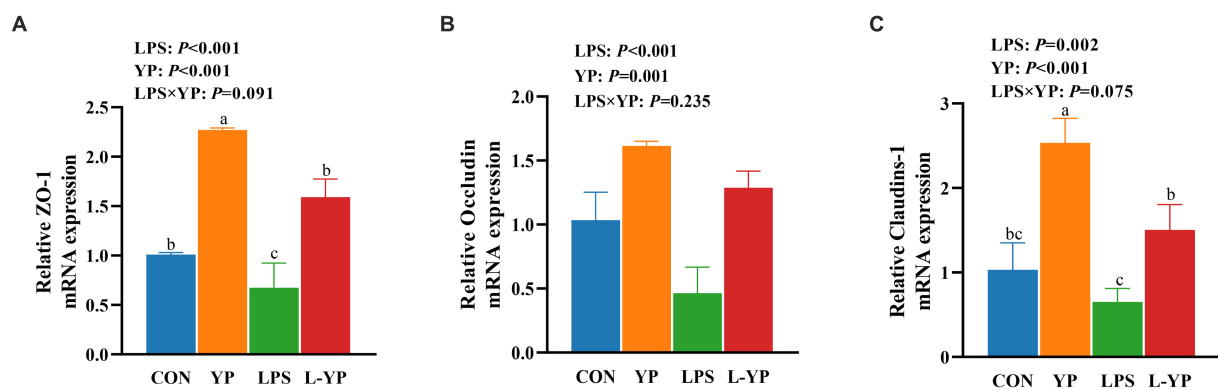 A
LPS: P<0.001
YP: P<0.001
LPS×YP: P=0.091
Relative ZO-1
mRNA expression
2.5
2.0
1.5
1.0
0.5
0.0
b
a
c
b
CON YP LPS L-YP
B
LPS: P<0.001
YP: P=0.001
LPS×YP: P=0.235
Relative Occludin
mRNA expression
2.0
1.5
1.0
0.5
0.0
CON YP LPS L-YP
C
LPS: P=0.002
YP: P<0.001
LPS×YP: P=0.075
Relative Claudins-1
mRNA expression
3
2
1
0
bc
a
c
b
CON YP LPS L-YP